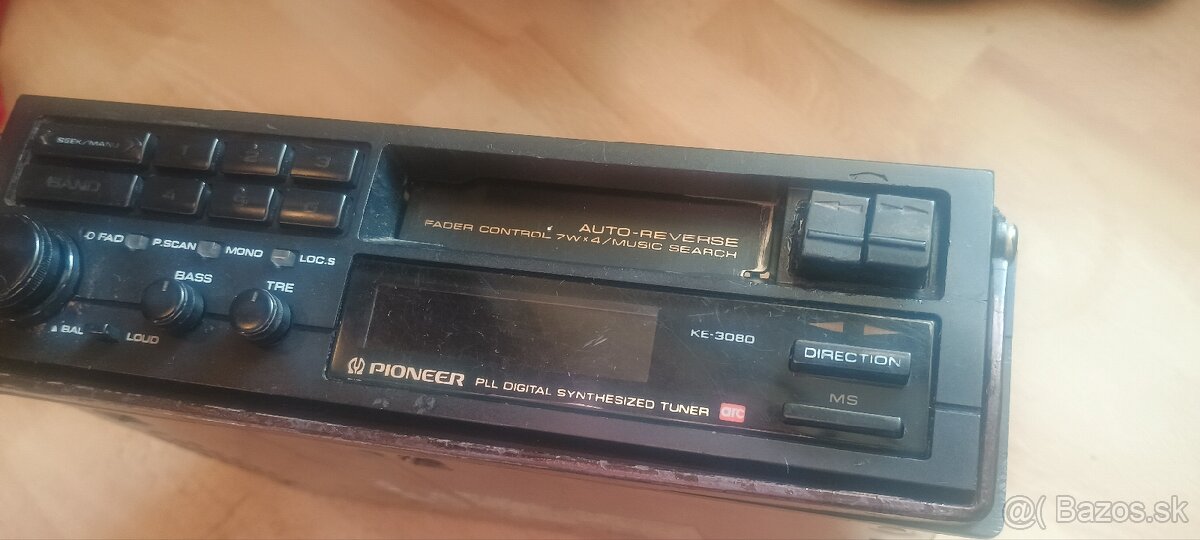 SEEK/MANU
1 2 3
BAND
4 6
FAD P.SCAN MONO LOC.S
BASS TRE
BAL LOUD
AUTO-REVERSE
FADER CONTROL 7W×4/MUSIC SEARCH
KE-3080
DIRECTION
PIONEER PLL DIGITAL SYNTHESIZED TUNER arc
MS
@( Bazos.sk